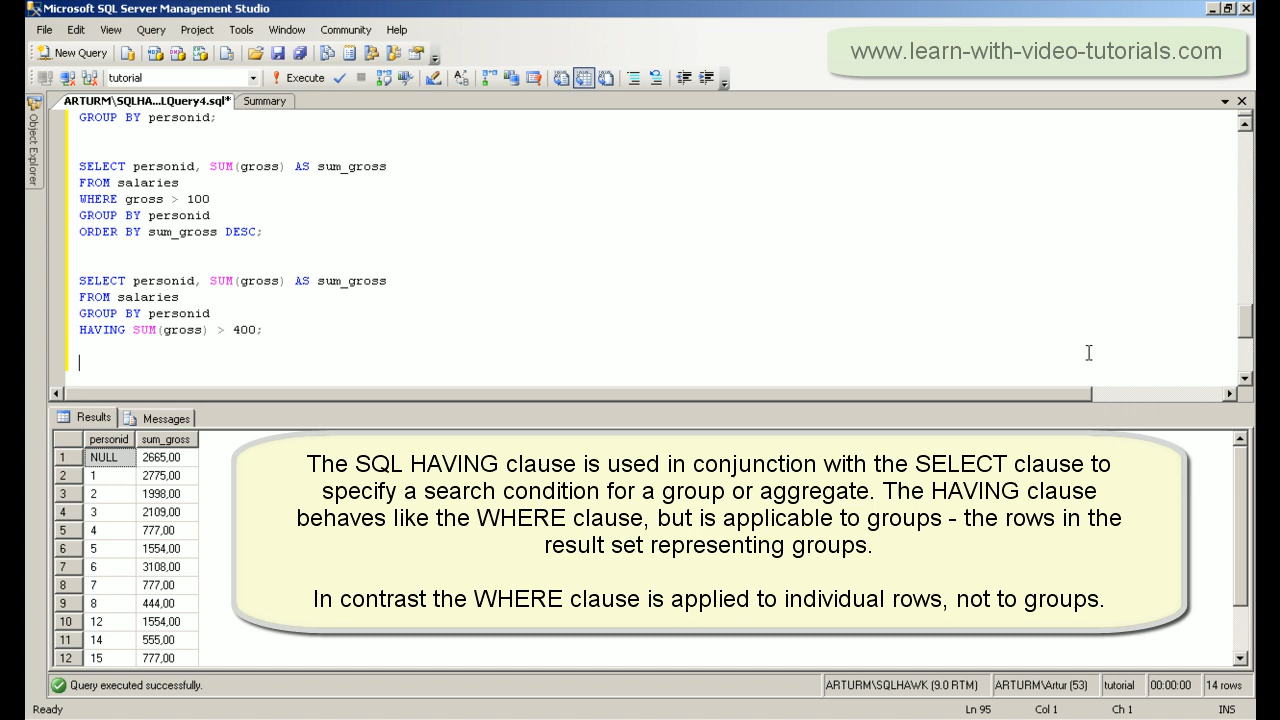 Microsoft SQL Server Management Studio
File Edit View Query Project Tools Window Community Help
www.learn-with-video-tutorials.com
New Query
tutorial
Execute
ARTURM\SQLHA...LQuery4.sql* Summary
Object Explorer
GROUP BY personid;
SELECT personid, SUM(gross) AS sum_gross
FROM salaries
WHERE gross > 100
GROUP BY personid
ORDER BY sum_gross DESC;
SELECT personid, SUM(gross) AS sum_gross
FROM salaries
GROUP BY personid
HAVING SUM(gross) > 400;
Results Messages
personid sum_gross
1 NULL 2665,00
2 1 2775,00
3 2 1998,00
4 3 2109,00
5 4 777,00
6 5 1554,00
7 6 3108,00
8 7 777,00
9 8 444,00
10 12 1554,00
11 14 555,00
12 15 777,00
The SQL HAVING clause is used in conjunction with the SELECT clause to
specify a search condition for a group or aggregate. The HAVING clause
behaves like the WHERE clause, but is applicable to groups - the rows in the
result set representing groups.
In contrast the WHERE clause is applied to individual rows, not to groups.
Query executed successfully.
ARTURM\SQLHAWK (9.0 RTM) ARTURM\Artur (53) tutorial 00:00:00 14 rows
Ready Ln 95 Col 1 Ch 1 INS